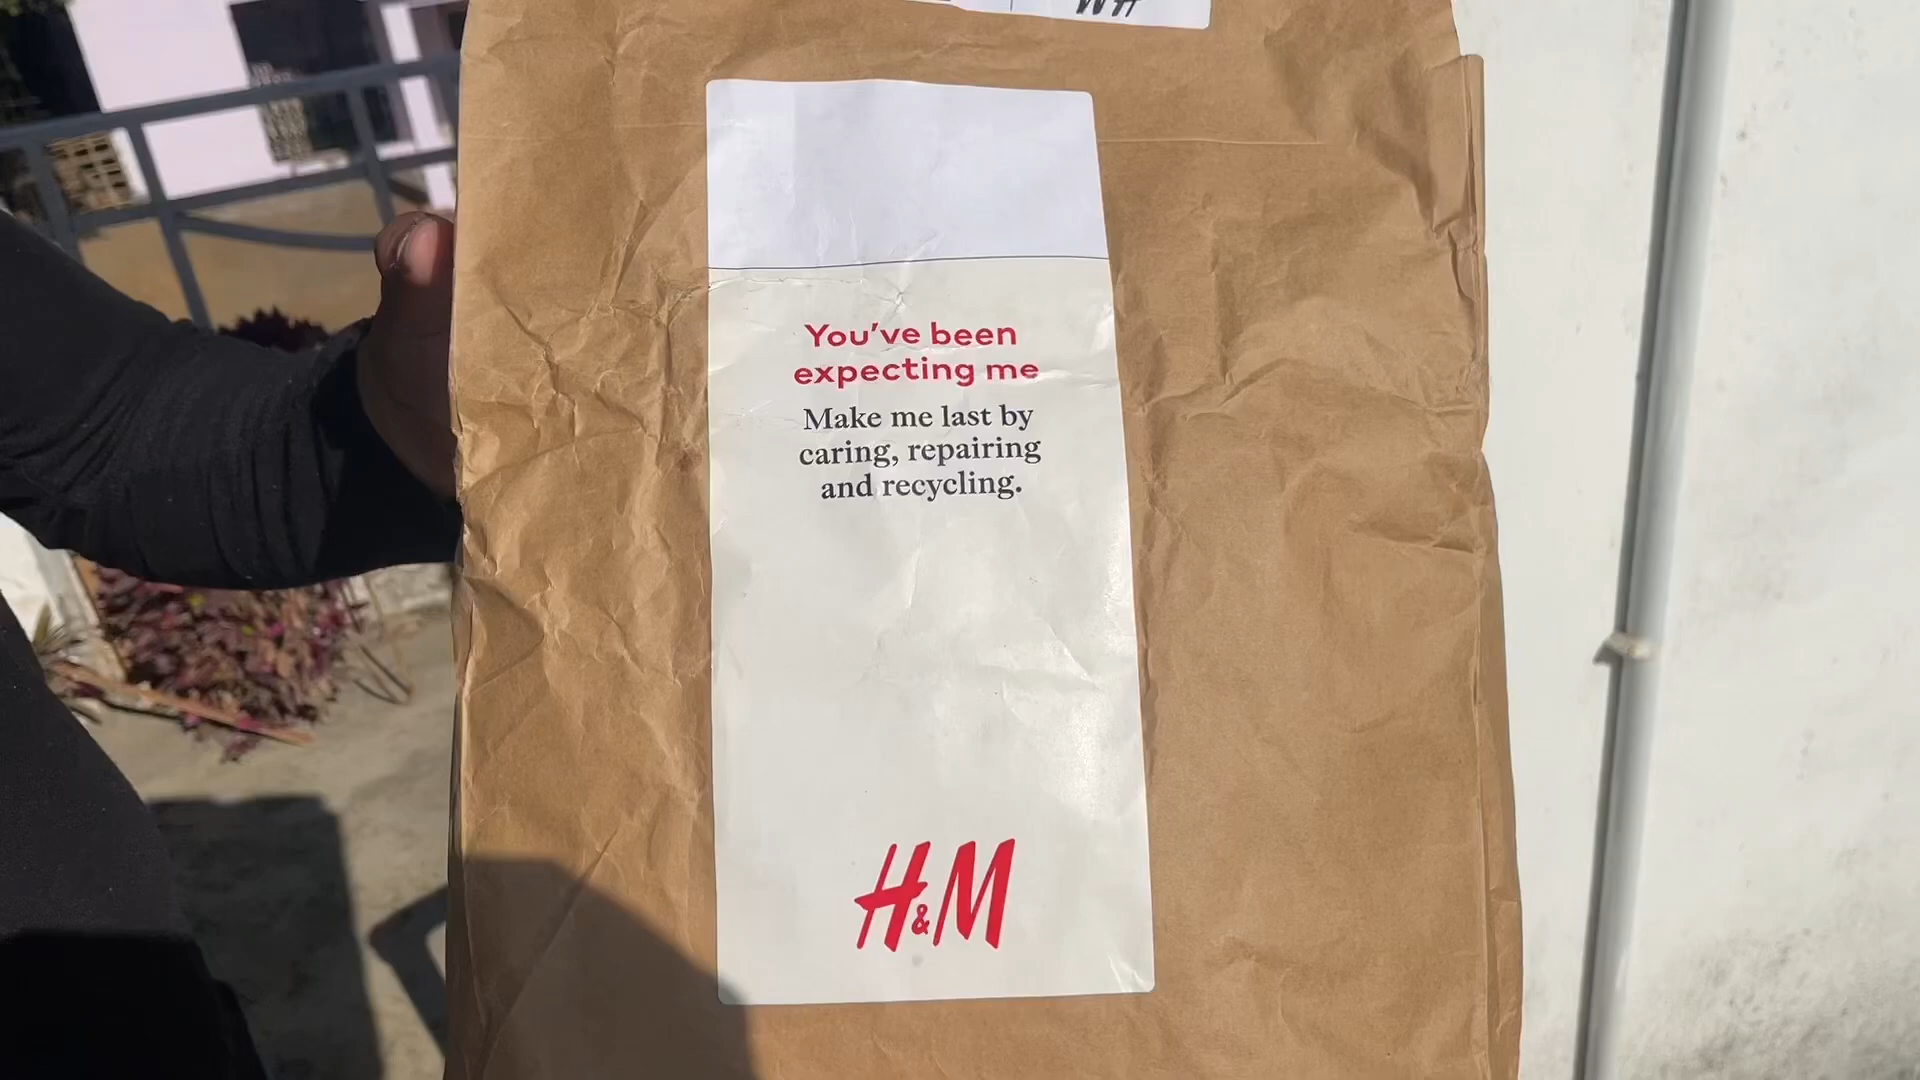 You've been
expecting me
Make me last by
caring, repairing
and recycling.
H&M